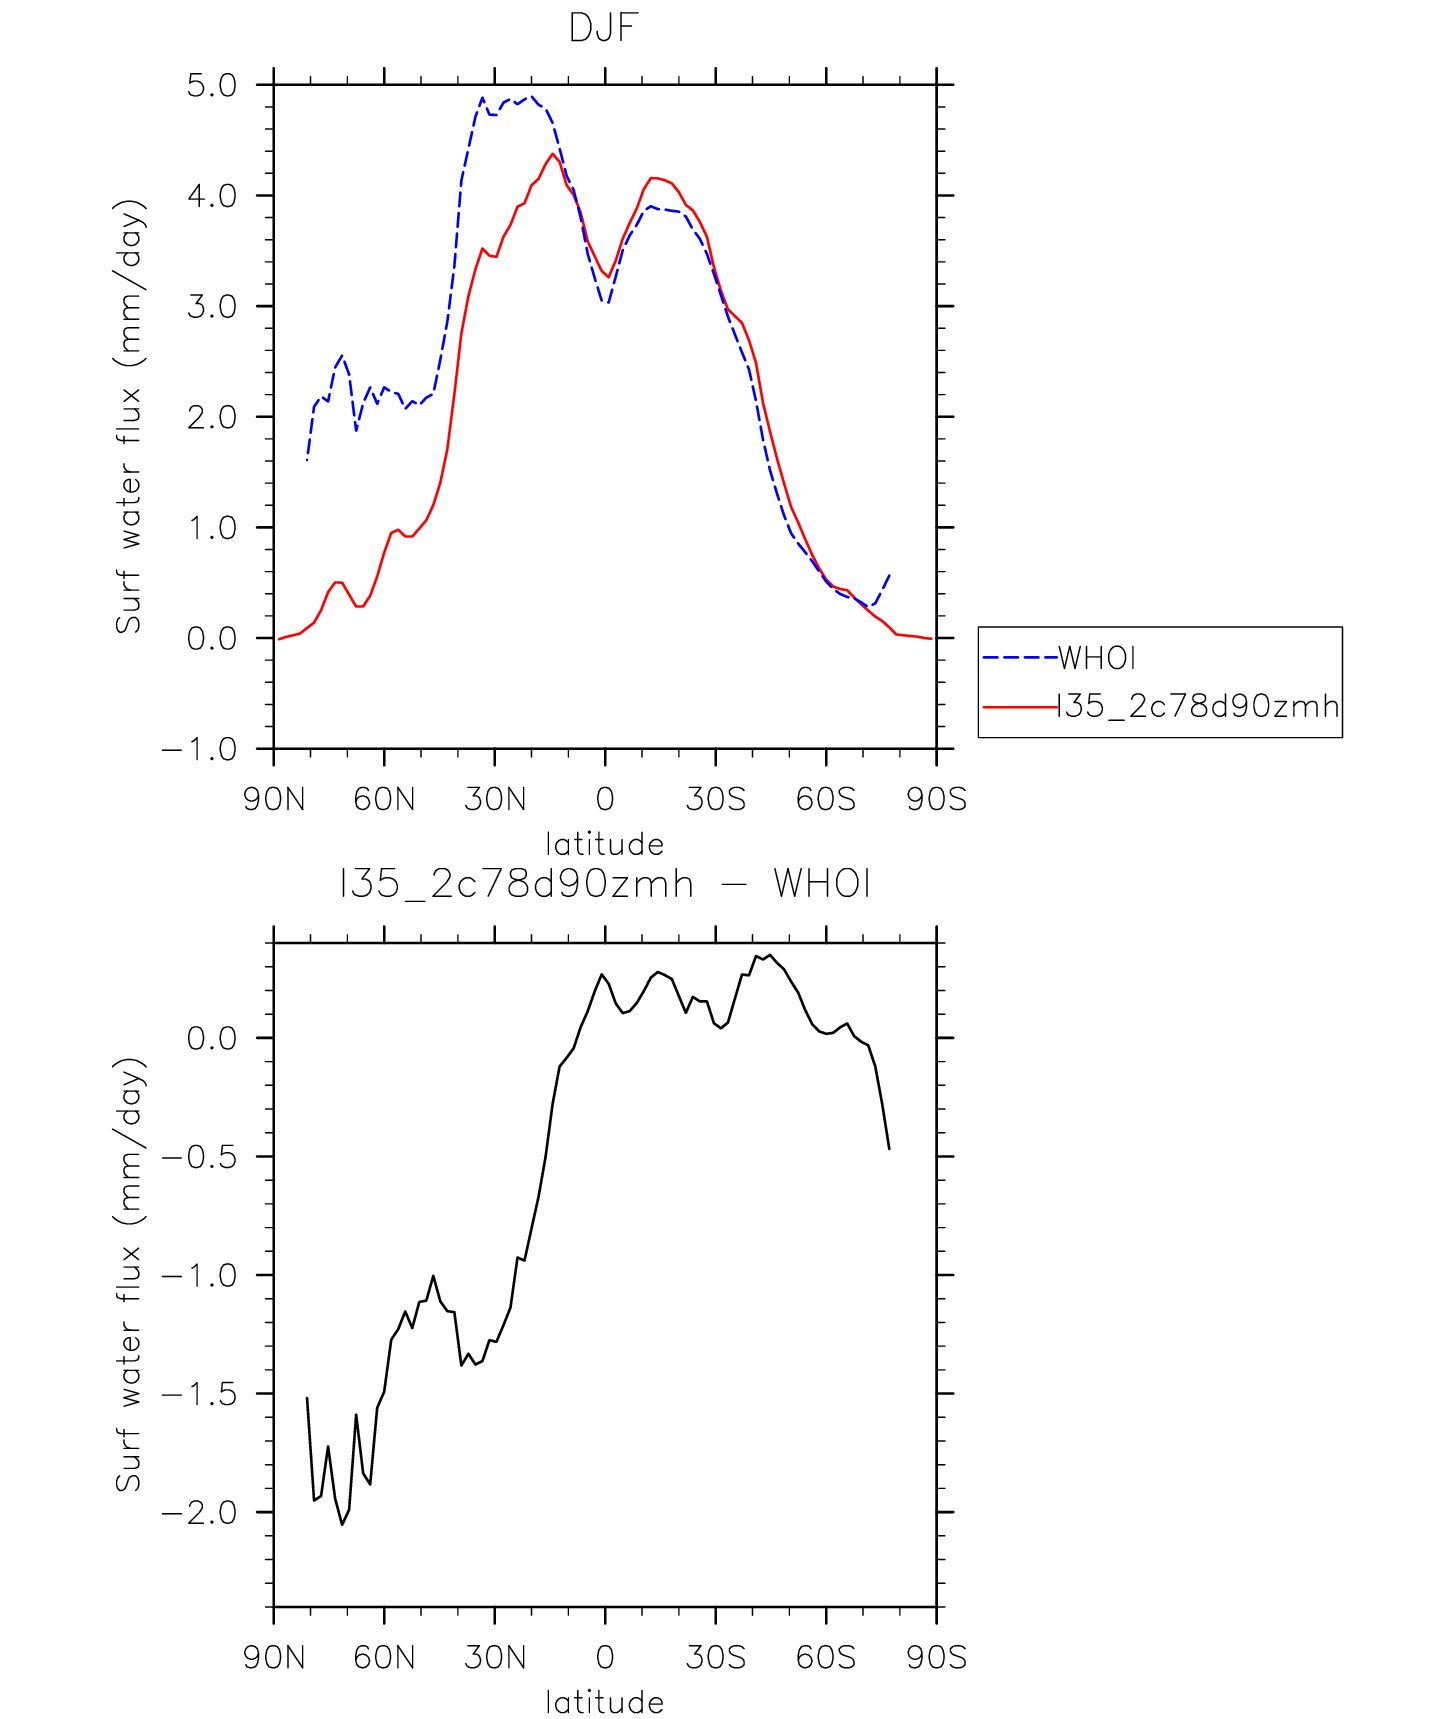 DJF
5.0
4.0
3.0
2.0
1.0
0.0
−1.0
Surf water flux (mm/day)
90N 60N 30N 0 30S 60S 90S
latitude
WHOI
I35_2c78d90zmh
I35_2c78d90zmh − WHOI
0.0
−0.5
−1.0
−1.5
−2.0
Surf water flux (mm/day)
90N 60N 30N 0 30S 60S 90S
latitude